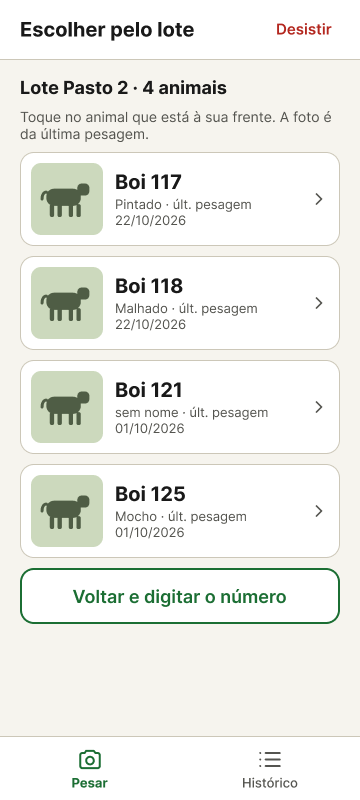 Escolher pelo lote
Desistir
Lote Pasto 2 · 4 animais
Toque no animal que está à sua frente. A foto é
da última pesagem.
Boi 117
Pintado · últ. pesagem
22/10/2026
Boi 118
Malhado · últ. pesagem
22/10/2026
Boi 121
sem nome · últ. pesagem
01/10/2026
Boi 125
Mocho · últ. pesagem
01/10/2026
Voltar e digitar o número
Pesar
Histórico